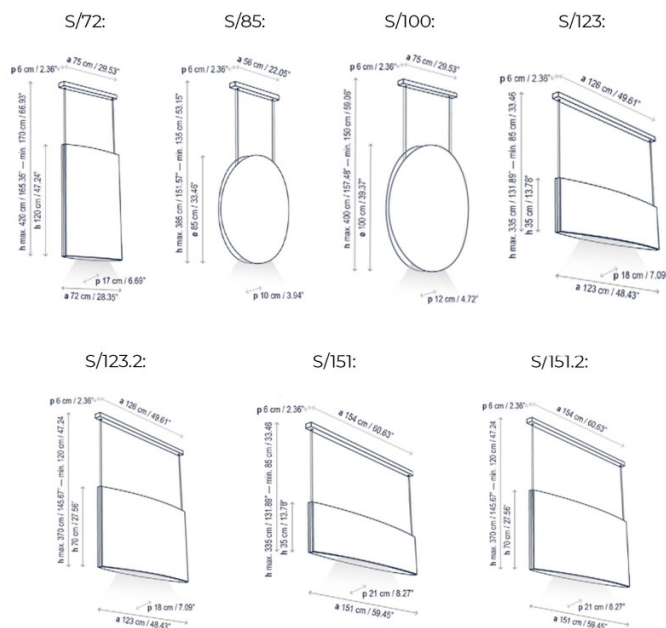 S/72:
S/85:
S/100:
S/123:
a 75 cm / 29.53"
p 6 cm / 2.36"
h max. 420 cm / 165.35" — min. 170 cm / 66.93"
h 120 cm / 47.24"
p 17 cm / 6.69"
a 72 cm / 28.35"
a 56 cm / 22.05"
p 6 cm / 2.36"
h max. 385 cm / 151.57" — min. 135 cm / 53.15"
ø 85 cm / 33.46"
p 10 cm / 3.94"
a 75 cm / 29.53"
p 6 cm / 2.36"
h max. 400 cm / 157.48" — min. 150 cm / 59.06"
ø 100 cm / 39.37"
p 12 cm / 4.72"
p 6 cm / 2.36"
a 126 cm / 49.61"
h max. 335 cm / 131.89" — min. 85 cm / 33.46
h 35 cm / 13.78"
p 18 cm / 7.09"
a 123 cm / 48.43"
S/123.2:
S/151:
S/151.2:
p 6 cm / 2.36"
a 126 cm / 49.61"
h max. 370 cm / 145.67" — min. 120 cm / 47.24
h 70 cm / 27.56"
p 18 cm / 7.09"
a 123 cm / 48.43"
p 6 cm / 2.36"
a 154 cm / 60.63"
h max. 335 cm / 131.89" — min. 85 cm / 33.46
h 35 cm / 13.78"
p 21 cm / 8.27"
a 151 cm / 59.45"
p 6 cm / 2.36"
a 154 cm / 60.63"
h max. 370 cm / 145.67" — min. 120 cm / 47.24
h 70 cm / 27.56"
p 21 cm / 8.27"
a 151 cm / 59.45"